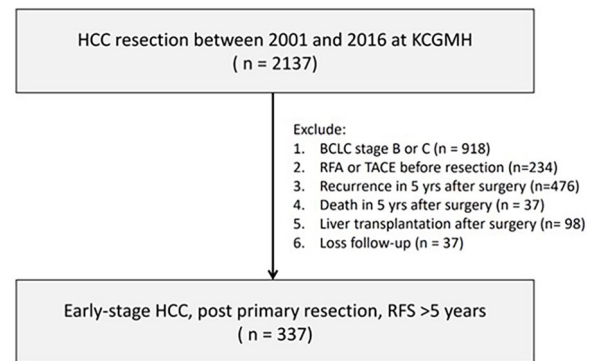 HCC resection between 2001 and 2016 at KCGMH
( n = 2137)
Exclude:
1. BCLC stage B or C (n = 918)
2. RFA or TACE before resection (n=234)
3. Recurrence in 5 yrs after surgery (n=476)
4. Death in 5 yrs after surgery (n = 37)
5. Liver transplantation after surgery (n= 98)
6. Loss follow-up (n = 37)
Early-stage HCC, post primary resection, RFS >5 years
( n = 337)